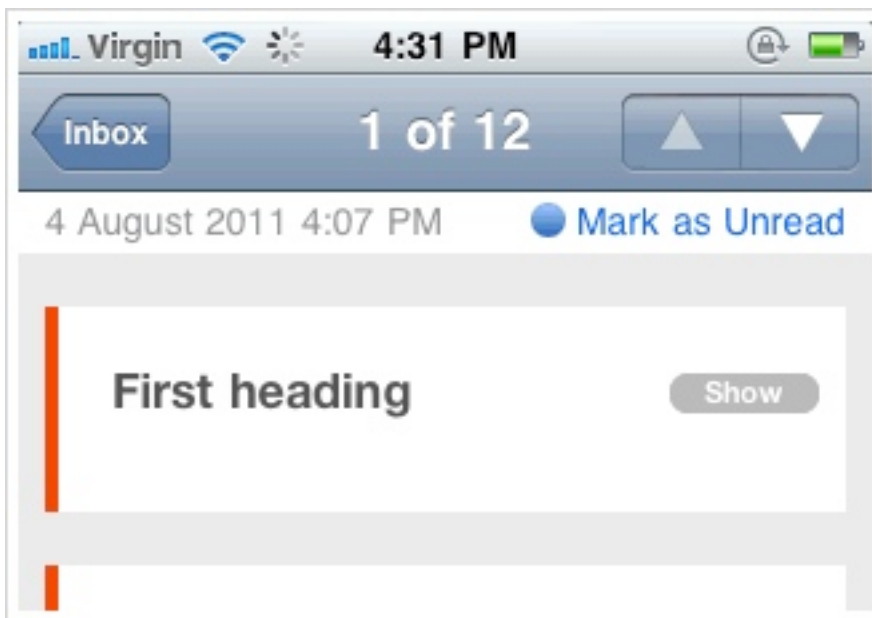 Virgin 4:31 PM
Inbox 1 of 12
4 August 2011 4:07 PM Mark as Unread
First heading Show